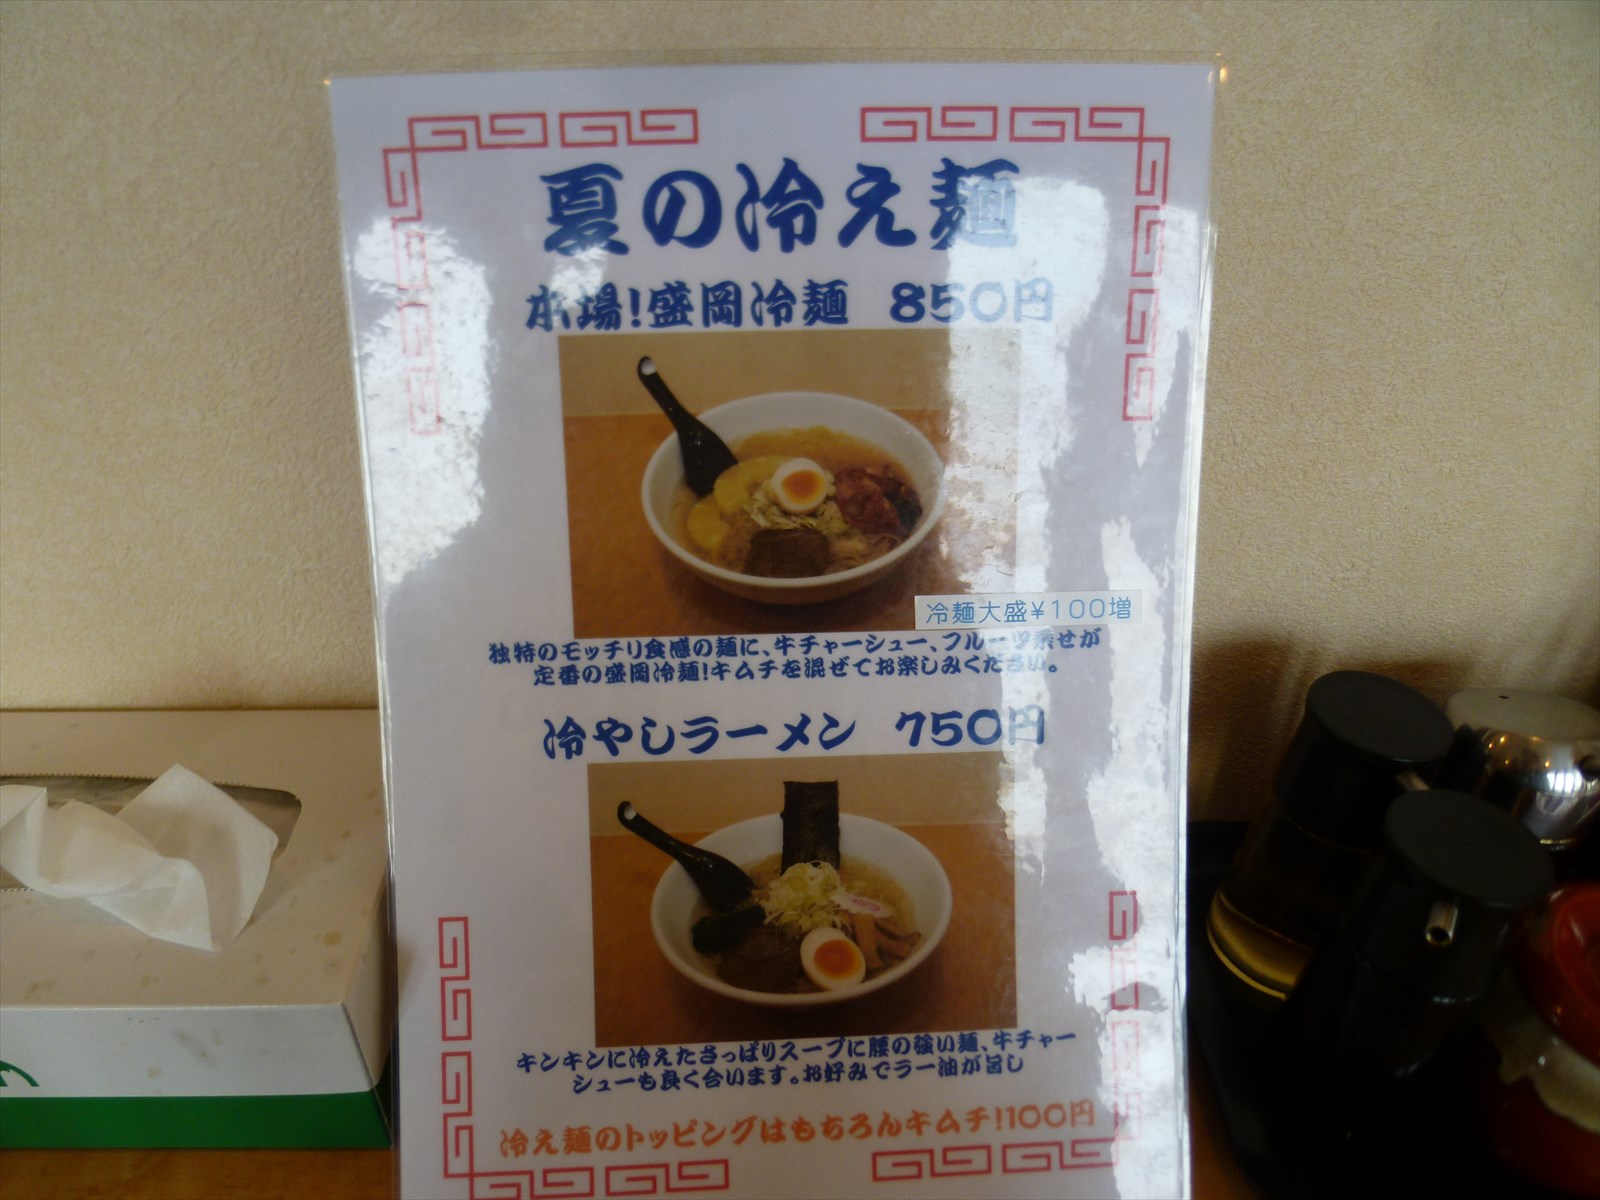 夏の冷え麺
本場!盛岡冷麺 850円
冷麺大盛¥100増
独特のモッチリ食感の麺に、牛チャーシュー、フルーツ乗せが
定番の盛岡冷麺!キムチを混ぜてお楽しみください。
冷やしラーメン 750円
キンキンに冷えたさっぱりスープに腰の強い麺、牛チャー
シューも良く合います。お好みでラー油が旨し
冷え麺のトッピングはもちろんキムチ!100円